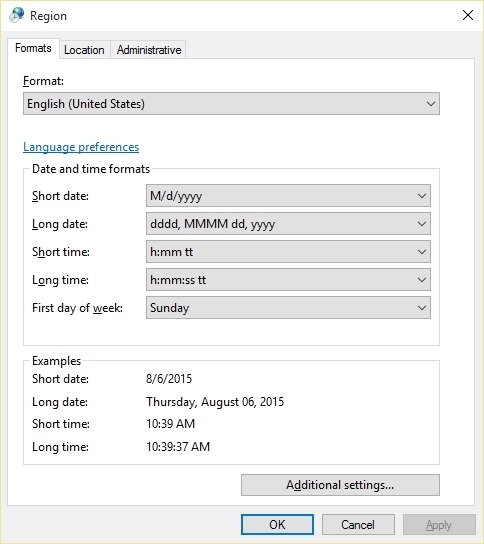 Region
Formats Location Administrative
Format:
English (United States)
Language preferences
Date and time formats
Short date: M/d/yyyy
Long date: dddd, MMMM dd, yyyy
Short time: h:mm tt
Long time: h:mm:ss tt
First day of week: Sunday
Examples
Short date: 8/6/2015
Long date: Thursday, August 06, 2015
Short time: 10:39 AM
Long time: 10:39:37 AM
Additional settings...
OK Cancel Apply